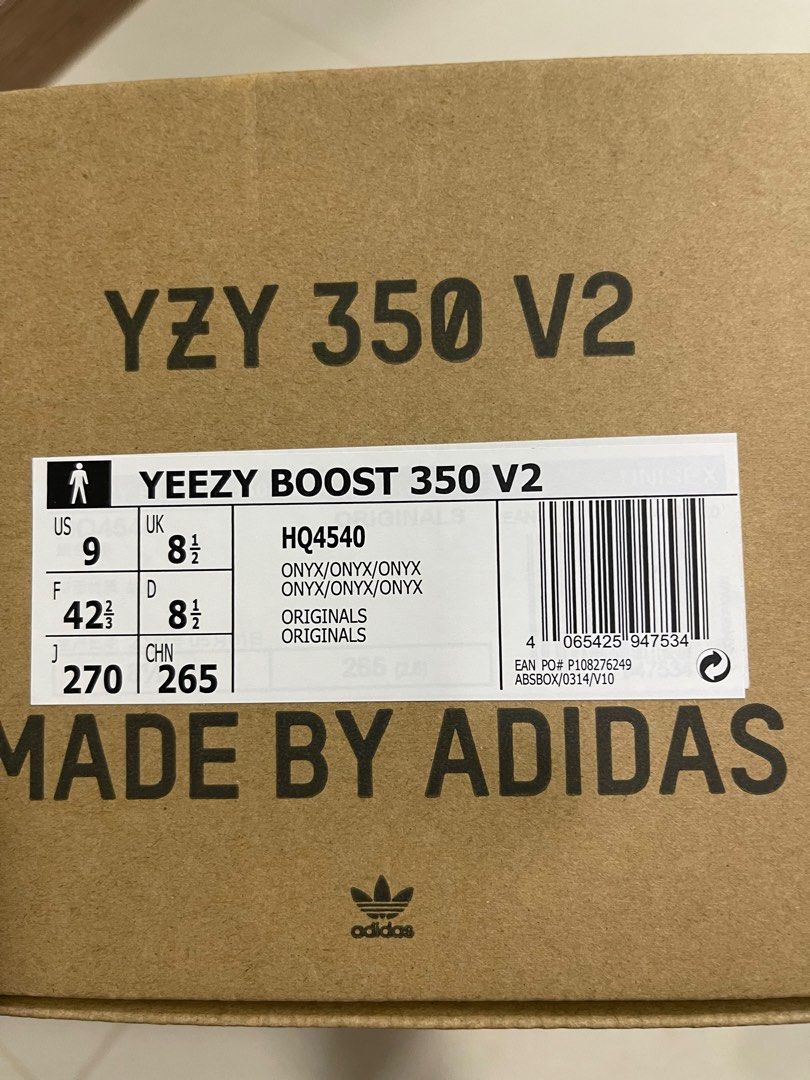 YZY 350 V2
YEEZY BOOST 350 V2
US 9 UK 8 1/2
F 42 2/3 D 8 1/2
J 270 CHN 265
HQ4540
ONYX/ONYX/ONYX
ONYX/ONYX/ONYX
ORIGINALS
ORIGINALS
4 065425 947534
EAN PO# P108276249
ABSBOX/0314/V10
MADE BY ADIDAS
adidas